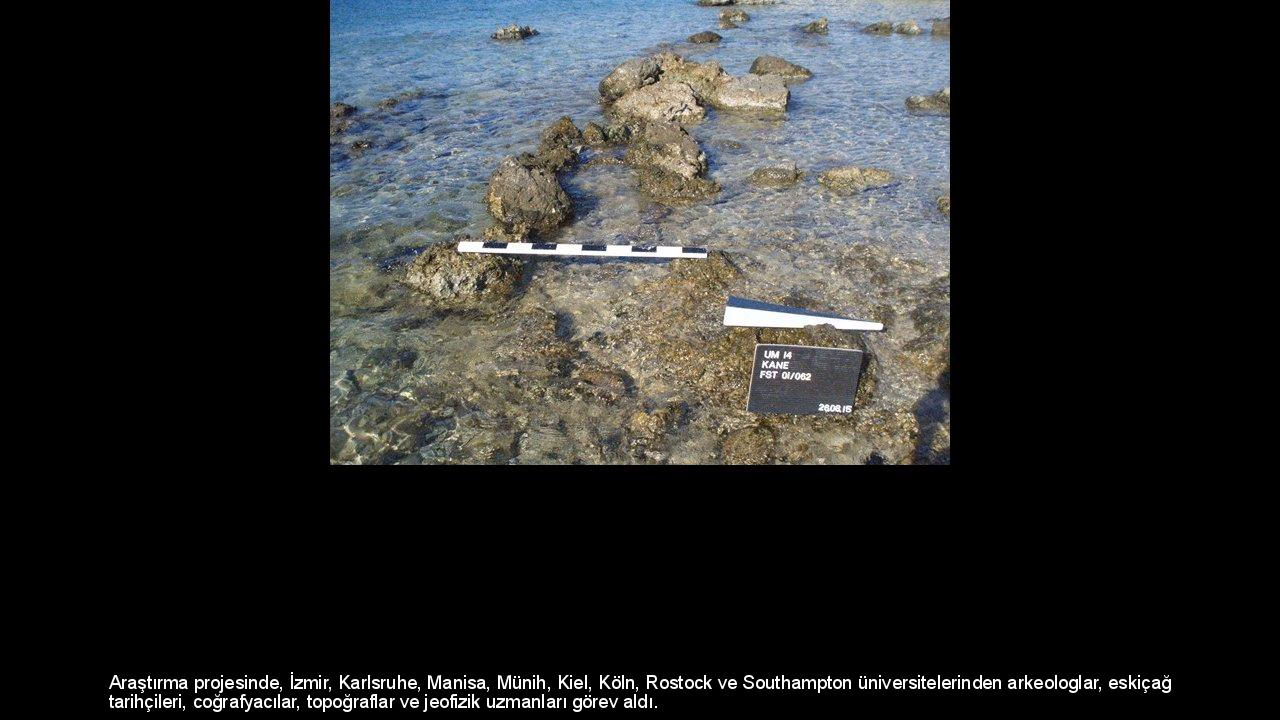 UM 14
KANE
FST 01/062
26.08.15
Araştırma projesinde, İzmir, Karlsruhe, Manisa, Münih, Kiel, Köln, Rostock ve Southampton üniversitelerinden arkeologlar, eskiçağ
tarihçileri, coğrafyacılar, topoğraflar ve jeofizik uzmanları görev aldı.